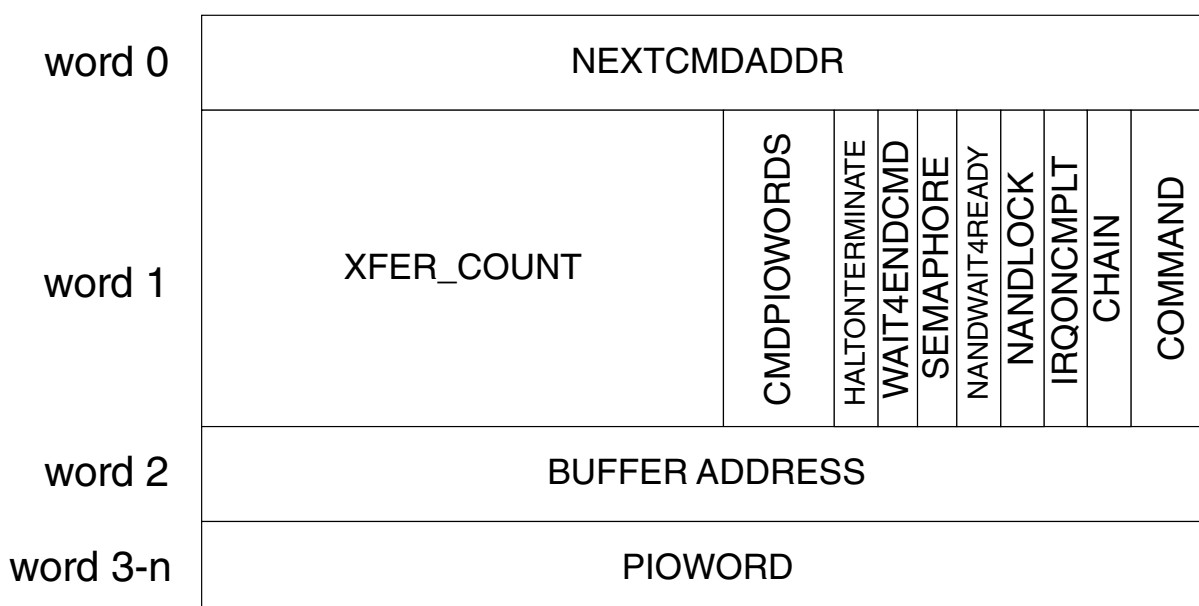 word 0
NEXTCMDADDR
word 1
XFER_COUNT
CMDPIOWORDS
HALTONTERMINATE
WAIT4ENDCMD
SEMAPHORE
NANDWAIT4READY
NANDLOCK
IRQONCMPLT
CHAIN
COMMAND
word 2
BUFFER ADDRESS
word 3-n
PIOWORD